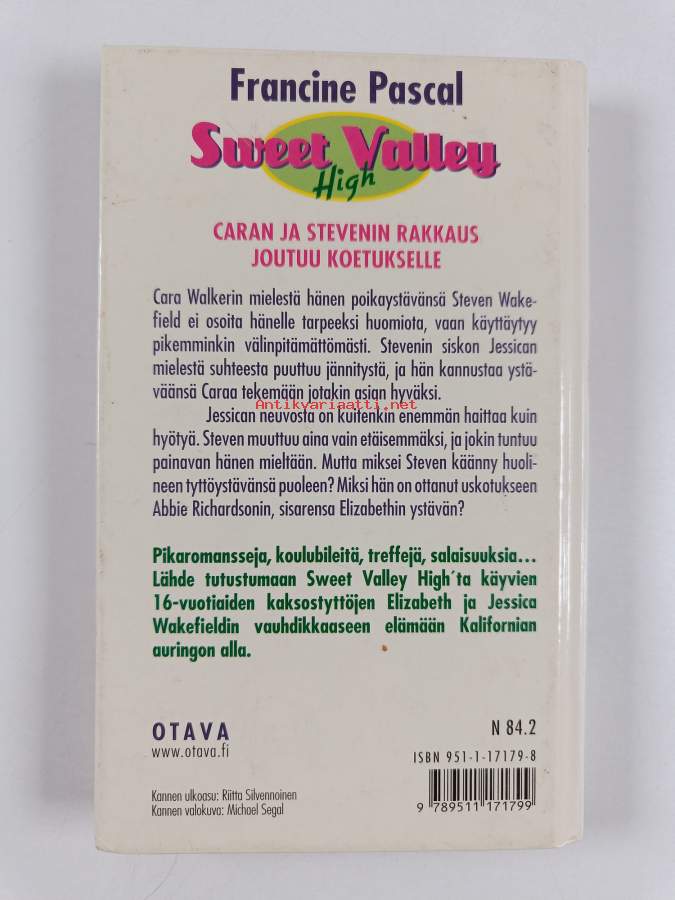 Francine Pascal
Sweet Valley
High
CARAN JA STEVENIN RAKKAUS
JOUTUU KOETUKSELLE
Cara Walkerin mielestä hänen poikaystävänsä Steven Wake-
field ei osoita hänelle tarpeeksi huomiota, vaan käyttäytyy
pikemminkin välinpitämättömästi. Stevenin siskon Jessican
mielestä suhteesta puuttuu jännitystä, ja hän kannustaa ystä-
väänsä Caraa tekemään jotakin asian hyväksi.
Antikvariaatti.net
Jessican neuvosta on kuitenkin enemmän haittaa kuin
hyötyä. Steven muuttuu aina vain etäisemmäksi, ja jokin tuntuu
painavan hänen mieltään. Mutta miksei Steven käänny huoli-
neen tyttöystävänsä puoleen? Miksi hän on ottanut uskotukseen
Abbie Richardsonin, sisarensa Elizabethin ystävän?
Pikaromansseja, koulubileitä, treffejä, salaisuuksia...
Lähde tutustumaan Sweet Valley High´ta käyvien
16-vuotiaiden kaksostyttöjen Elizabeth ja Jessica
Wakefieldin vauhdikkaaseen elämään Kalifornian
auringon alla.
OTAVA
www.otava.fi
N 84.2
ISBN 951-1-17179-8
9 789511 171799
Kannen ulkoasu: Riitta Silvennoinen
Kannen valokuva: Michael Segal